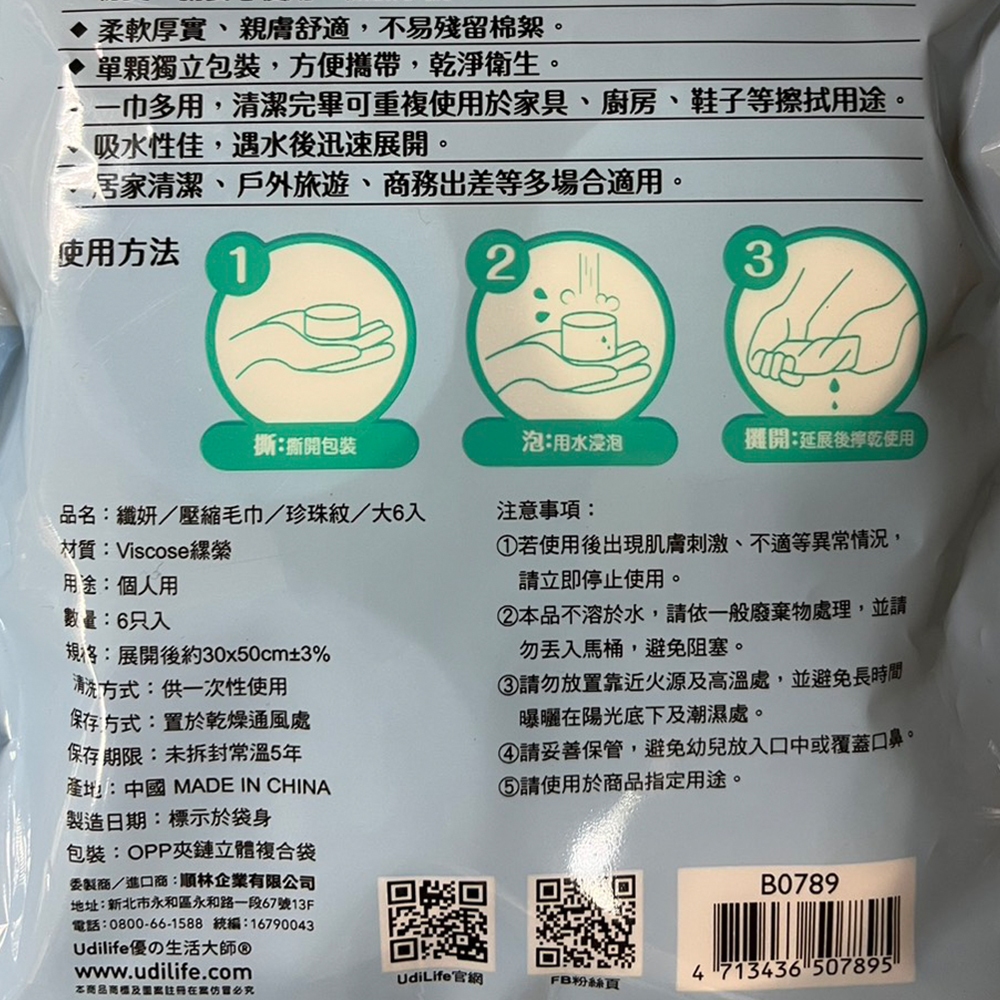 ◆ 柔軟厚實、親膚舒適，不易殘留棉絮。
◆ 單顆獨立包裝，方便攜帶，乾淨衛生。
一巾多用，清潔完畢可重複使用於家具、廚房、鞋子等擦拭用途。
吸水性佳，遇水後迅速展開。
居家清潔、戶外旅遊、商務出差等多場合適用。
使用方法
1
撕:撕開包裝
2
泡:用水浸泡
3
攤開:延展後擰乾使用
品名：纖妍／壓縮毛巾／珍珠紋／大6入
材質：Viscose縲縈
用途：個人用
數量：6只入
規格：展開後約30x50cm±3%
清洗方式：供一次性使用
保存方式：置於乾燥通風處
保存期限：未拆封常溫5年
產地：中國 MADE IN CHINA
製造日期：標示於袋身
包裝：OPP夾鏈立體複合袋
委製商／進口商：順林企業有限公司
地址：新北市永和區永和路一段67號13F
電話：0800-66-1588 統編：16790043
Udilife優の生活大師®
www.udilife.com
本商品商標及圖案註冊在案仿冒必究
注意事項：
①若使用後出現肌膚刺激、不適等異常情況，
請立即停止使用。
②本品不溶於水，請依一般廢棄物處理，並請
勿丟入馬桶，避免阻塞。
③請勿放置靠近火源及高溫處，並避免長時間
曝曬在陽光底下及潮濕處。
④請妥善保管，避免幼兒放入口中或覆蓋口鼻。
⑤請使用於商品指定用途。
UdiLife官網
FB粉絲頁
B0789
4 713436 507895